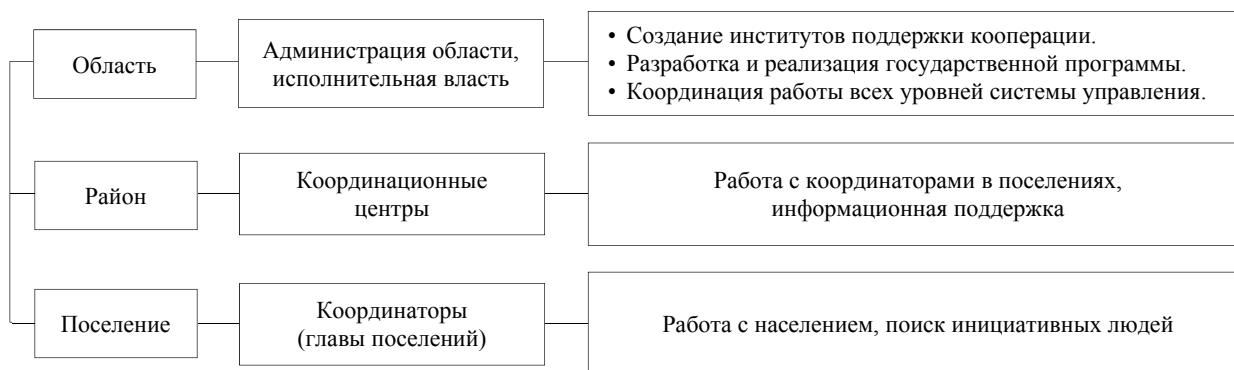 Область
Администрация области,
исполнительная власть
• Создание институтов поддержки кооперации.
• Разработка и реализация государственной программы.
• Координация работы всех уровней системы управления.
Район
Координационные
центры
Работа с координаторами в поселениях,
информационная поддержка
Поселение
Координаторы
(главы поселений)
Работа с населением, поиск инициативных людей